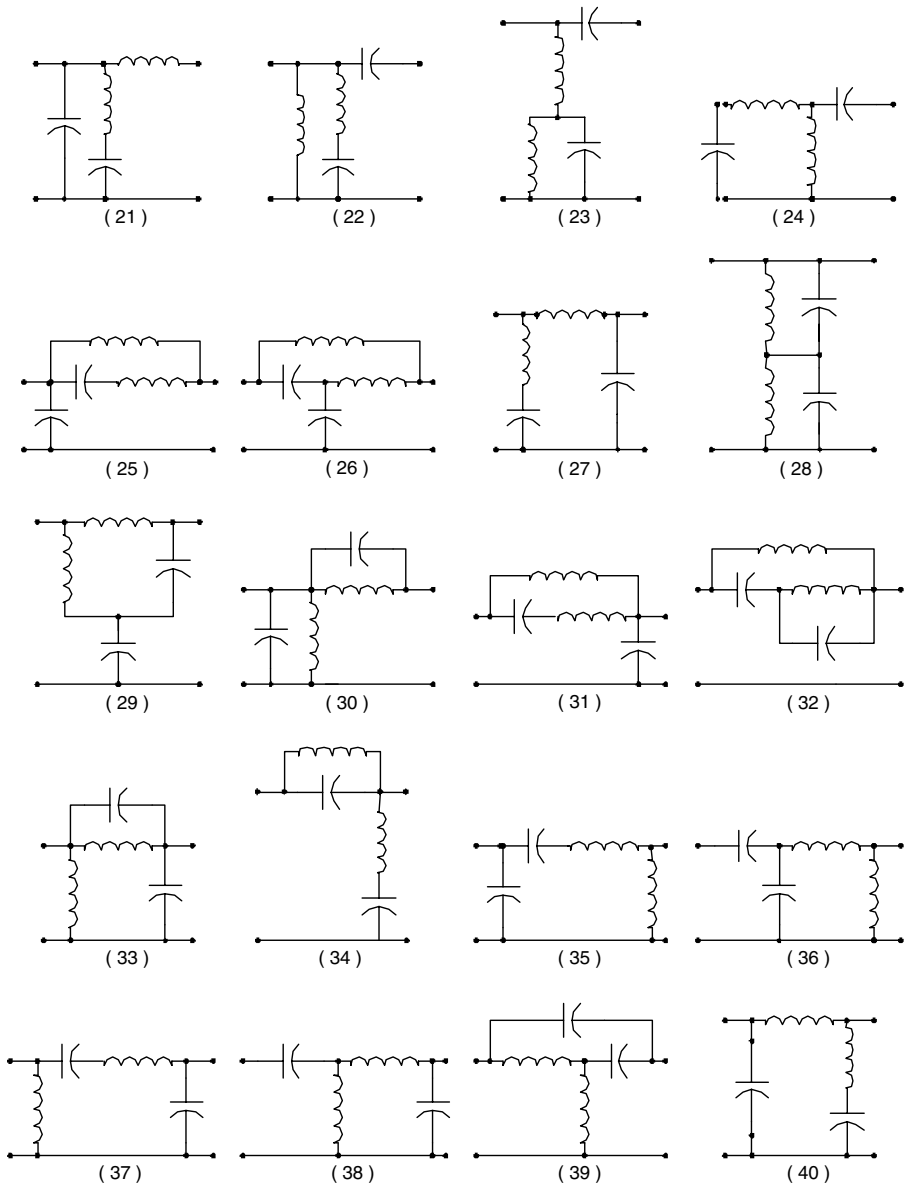 ( 21 ) ( 22 ) ( 23 ) ( 24 )
( 25 ) ( 26 ) ( 27 ) ( 28 )
( 29 ) ( 30 ) ( 31 ) ( 32 )
( 33 ) ( 34 ) ( 35 ) ( 36 )
( 37 ) ( 38 ) ( 39 ) ( 40 )